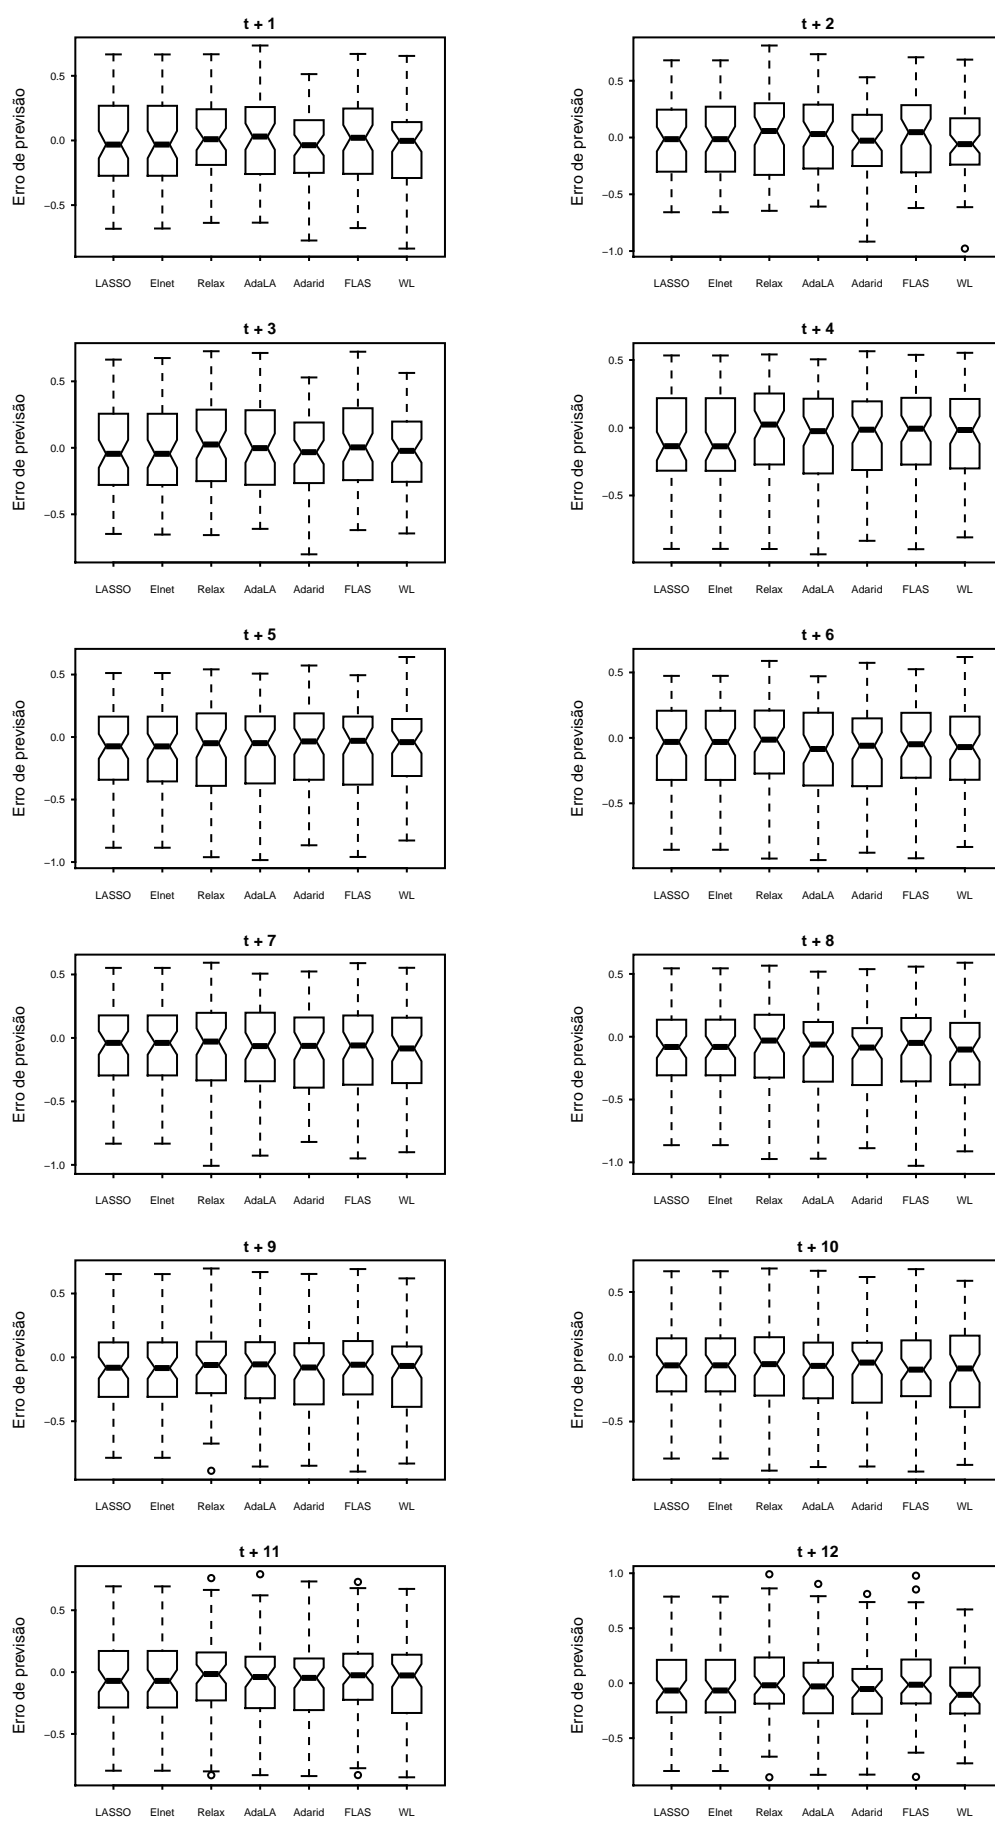 t + 1
Erro de previsão
0.5
0.0
−0.5
LASSO Elnet Relax AdaLA Adarid FLAS WL
t + 2
Erro de previsão
0.5
0.0
−0.5
−1.0
LASSO Elnet Relax AdaLA Adarid FLAS WL
t + 3
Erro de previsão
0.5
0.0
−0.5
LASSO Elnet Relax AdaLA Adarid FLAS WL
t + 4
Erro de previsão
0.5
0.0
−0.5
LASSO Elnet Relax AdaLA Adarid FLAS WL
t + 5
Erro de previsão
0.5
0.0
−0.5
−1.0
LASSO Elnet Relax AdaLA Adarid FLAS WL
t + 6
Erro de previsão
0.5
0.0
−0.5
LASSO Elnet Relax AdaLA Adarid FLAS WL
t + 7
Erro de previsão
0.5
0.0
−0.5
−1.0
LASSO Elnet Relax AdaLA Adarid FLAS WL
t + 8
Erro de previsão
0.5
0.0
−0.5
−1.0
LASSO Elnet Relax AdaLA Adarid FLAS WL
t + 9
Erro de previsão
0.5
0.0
−0.5
LASSO Elnet Relax AdaLA Adarid FLAS WL
t + 10
Erro de previsão
0.5
0.0
−0.5
LASSO Elnet Relax AdaLA Adarid FLAS WL
t + 11
Erro de previsão
0.5
0.0
−0.5
LASSO Elnet Relax AdaLA Adarid FLAS WL
t + 12
Erro de previsão
1.0
0.5
0.0
−0.5
LASSO Elnet Relax AdaLA Adarid FLAS WL